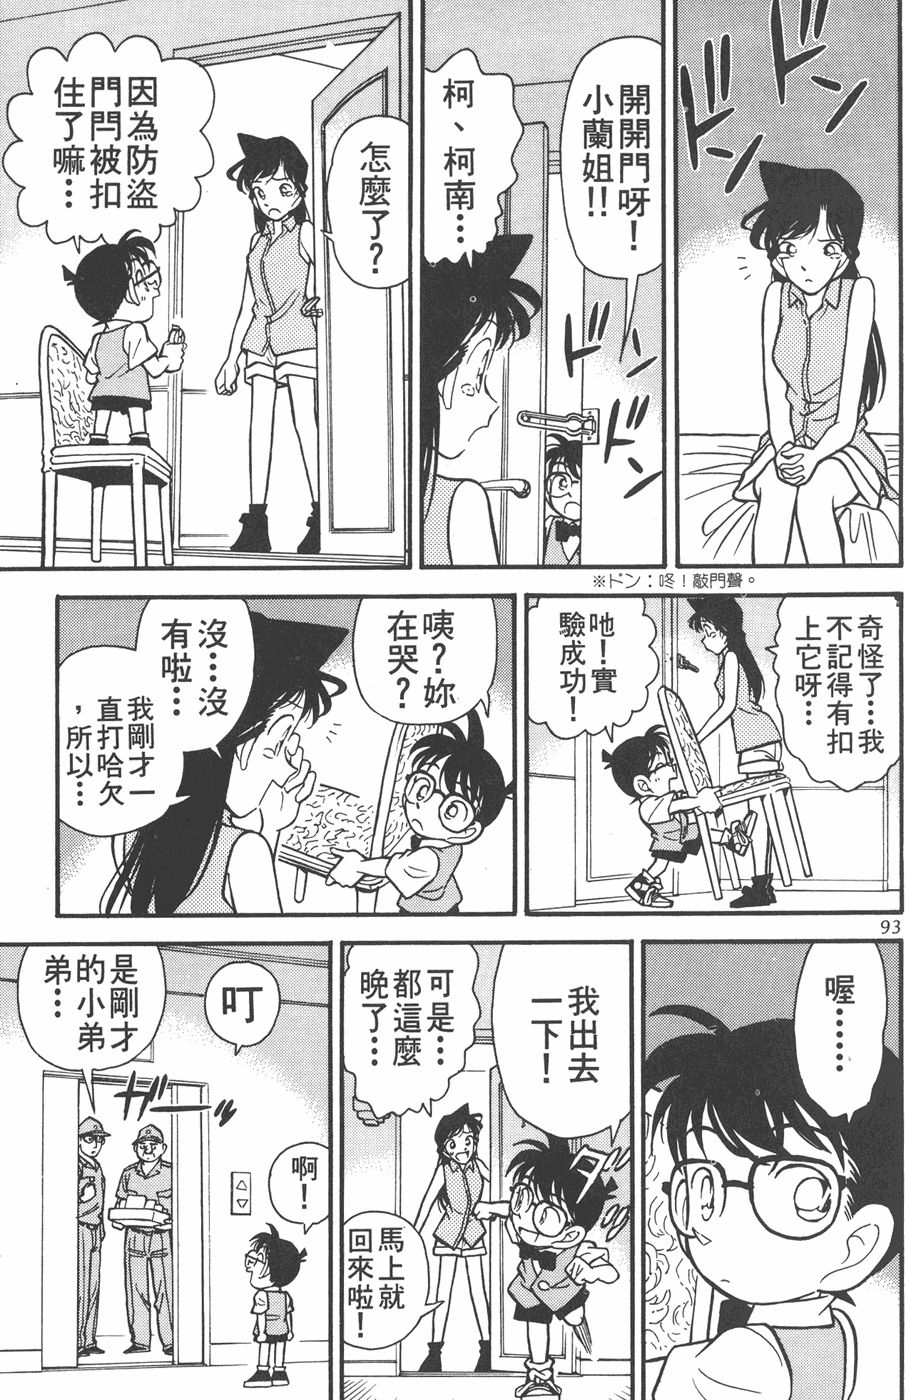 ドン
ドン
開開門呀！
小蘭姐!!
柯、柯南…
ドン
ドン
怎麼了？
因為防盜
門閂被扣
住了嘛…
※ドン：咚！敲門聲。
奇怪了…我
不記得有扣
上它呀…
吔！實
驗成功！
咦？妳
在哭？
沒…沒
有啦…
我剛才一
直打哈欠
，所以…
93
喔……
我出去
一下！
可是…
都這麼
晚了…
ダッ
馬上就
回來啦！
叮
ガーッ
啊！
是剛才
的小弟
弟…